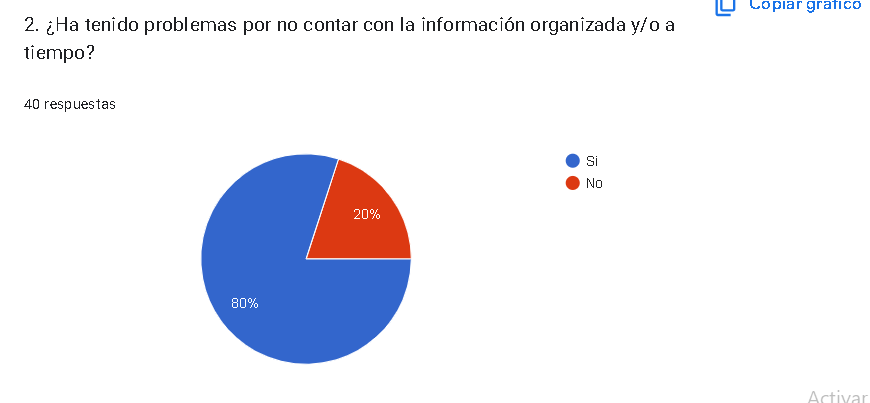 Copiar gráfico
2. ¿Ha tenido problemas por no contar con la información organizada y/o a
tiempo?
40 respuestas
Si
No
20%
80%
Activar